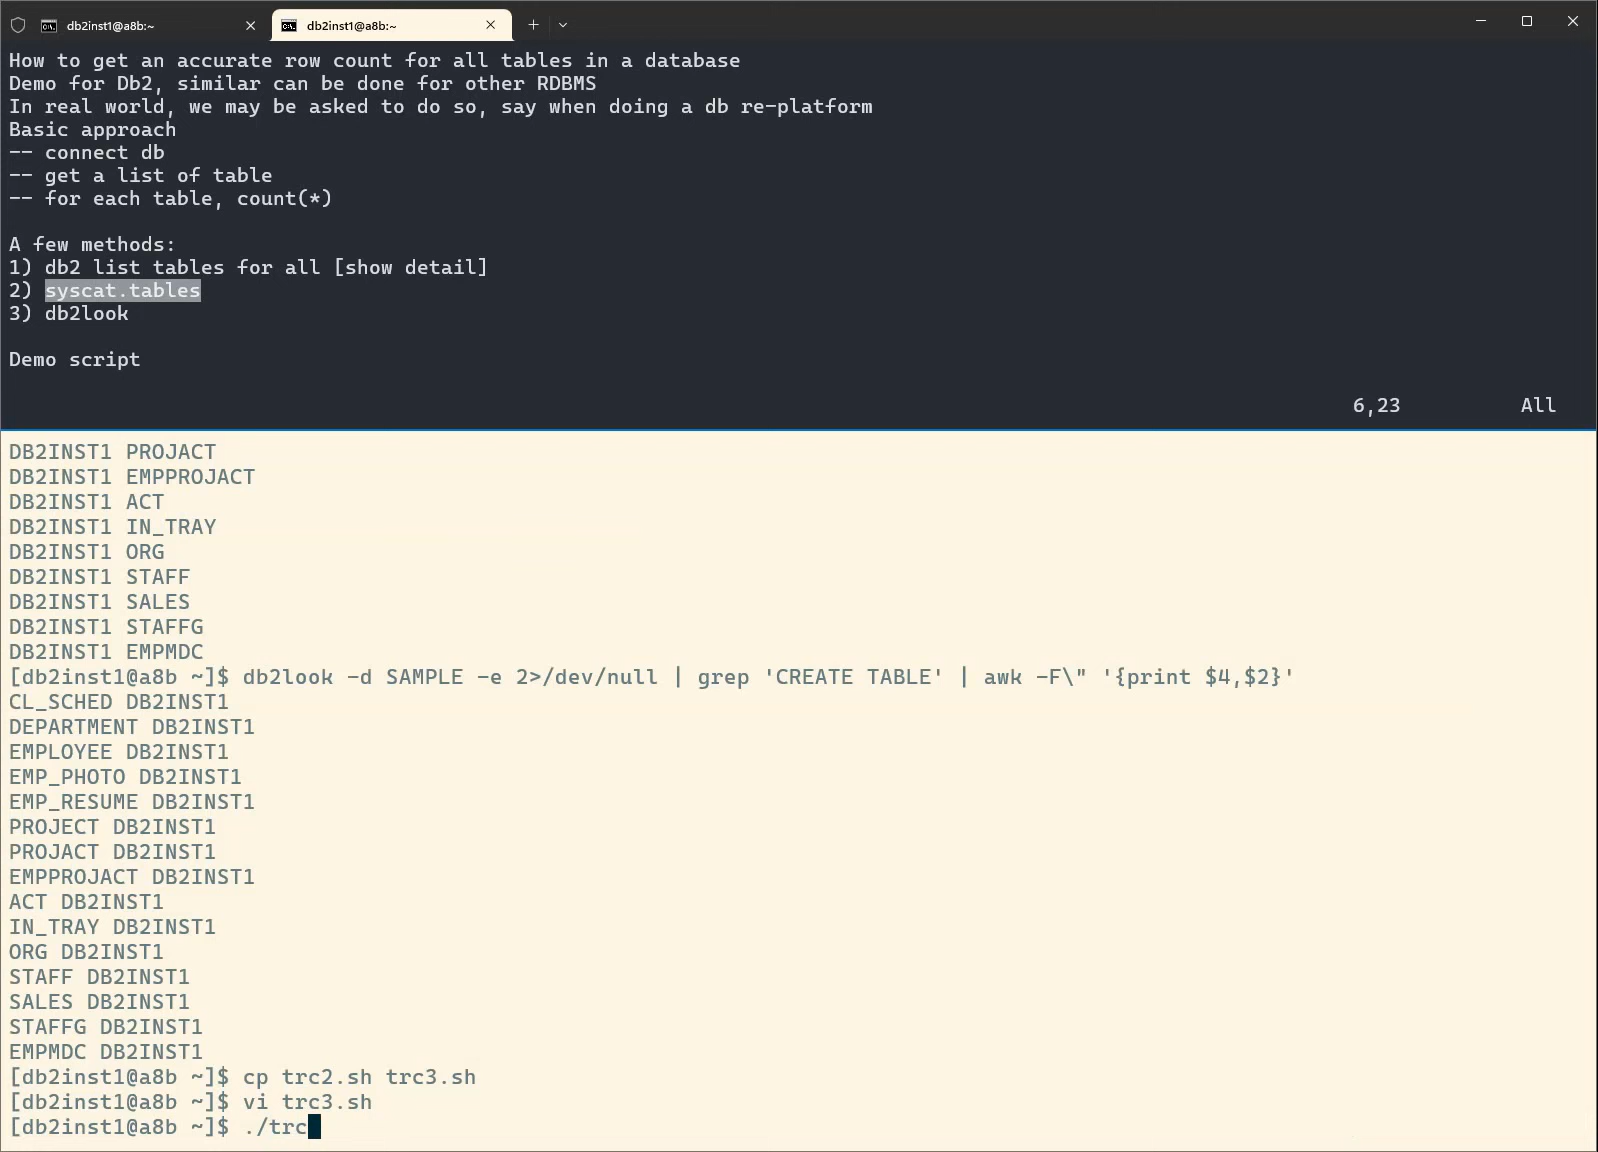 db2inst1@a8b:~
db2inst1@a8b:~
How to get an accurate row count for all tables in a database
Demo for Db2, similar can be done for other RDBMS
In real world, we may be asked to do so, say when doing a db re-platform
Basic approach
-- connect db
-- get a list of table
-- for each table, count(*)
A few methods:
1) db2 list tables for all [show detail]
2) syscat.tables
3) db2look
Demo script
6,23 All
DB2INST1 PROJACT
DB2INST1 EMPPROJACT
DB2INST1 ACT
DB2INST1 IN_TRAY
DB2INST1 ORG
DB2INST1 STAFF
DB2INST1 SALES
DB2INST1 STAFFG
DB2INST1 EMPMDC
[db2inst1@a8b ~]$ db2look -d SAMPLE -e 2>/dev/null | grep 'CREATE TABLE' | awk -F\" '{print $4,$2}'
CL_SCHED DB2INST1
DEPARTMENT DB2INST1
EMPLOYEE DB2INST1
EMP_PHOTO DB2INST1
EMP_RESUME DB2INST1
PROJECT DB2INST1
PROJACT DB2INST1
EMPPROJACT DB2INST1
ACT DB2INST1
IN_TRAY DB2INST1
ORG DB2INST1
STAFF DB2INST1
SALES DB2INST1
STAFFG DB2INST1
EMPMDC DB2INST1
[db2inst1@a8b ~]$ cp trc2.sh trc3.sh
[db2inst1@a8b ~]$ vi trc3.sh
[db2inst1@a8b ~]$ ./trc